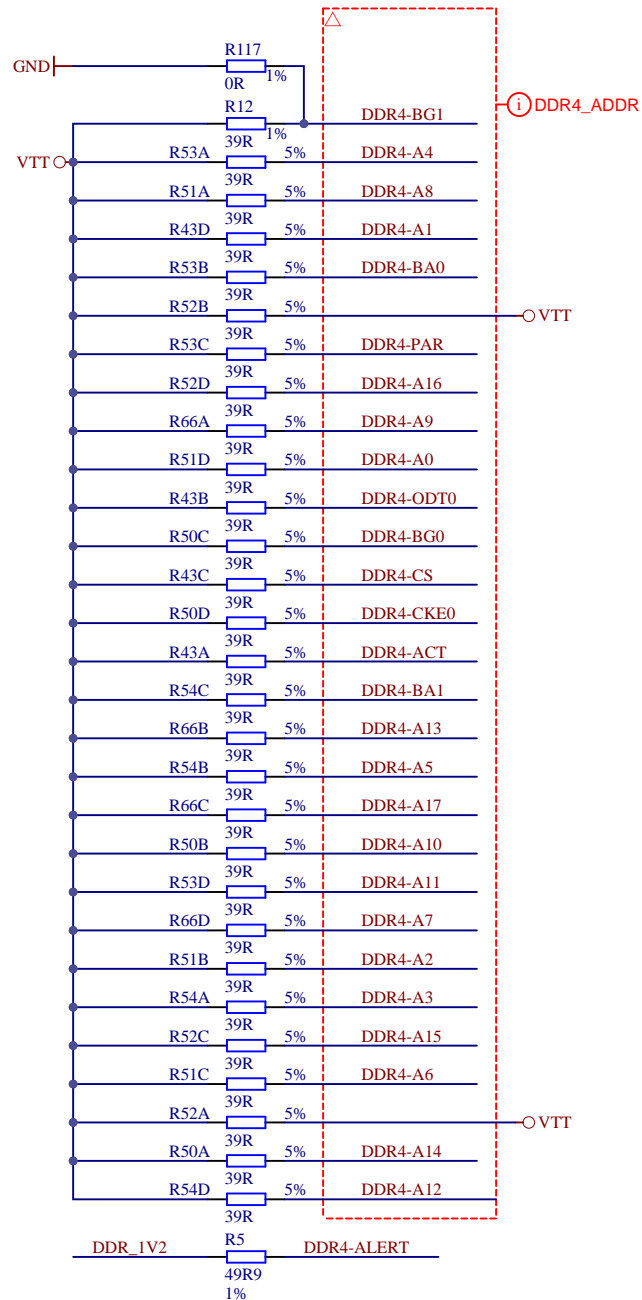 R117
GND
0R 1%
DDR4_ADDR
R12 DDR4-BG1
39R 1%
VTT
R53A 5% DDR4-A4
39R
R51A 5% DDR4-A8
39R
R43D 5% DDR4-A1
39R
R53B 5% DDR4-BA0
39R
R52B 5% VTT
39R
R53C 5% DDR4-PAR
39R
R52D 5% DDR4-A16
39R
R66A 5% DDR4-A9
39R
R51D 5% DDR4-A0
39R
R43B 5% DDR4-ODT0
39R
R50C 5% DDR4-BG0
39R
R43C 5% DDR4-CS
39R
R50D 5% DDR4-CKE0
39R
R43A 5% DDR4-ACT
39R
R54C 5% DDR4-BA1
39R
R66B 5% DDR4-A13
39R
R54B 5% DDR4-A5
39R
R66C 5% DDR4-A17
39R
R50B 5% DDR4-A10
39R
R53D 5% DDR4-A11
39R
R66D 5% DDR4-A7
39R
R51B 5% DDR4-A2
39R
R54A 5% DDR4-A3
39R
R52C 5% DDR4-A15
39R
R51C 5% DDR4-A6
39R
R52A 5% VTT
39R
R50A 5% DDR4-A14
39R
R54D 5% DDR4-A12
39R
DDR_1V2 R5 DDR4-ALERT
49R9
1%